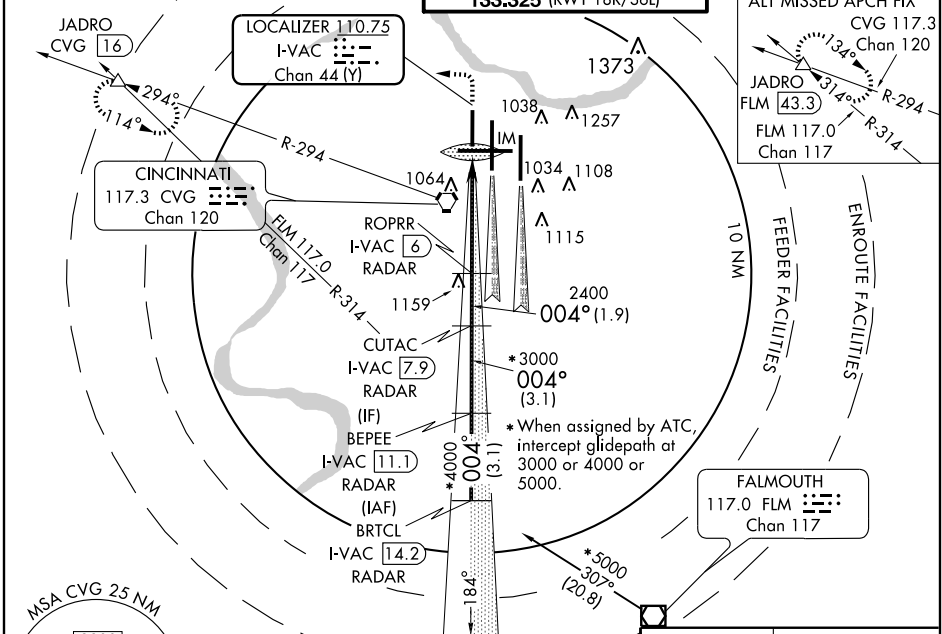 133.325 (RWY 18R/36L)
ALT MISSED APCH FIX
CVG 117.3
Chan 120
134°
314°
JADRO
FLM 43.3
R-294
R-314
FLM 117.0
Chan 117
JADRO
CVG 16
LOCALIZER 110.75
I-VAC
Chan 44 (Y)
1373
294°
114°
R-294
1038
1257
IM
1034
1108
1064
1115
CINCINNATI
117.3 CVG
Chan 120
FLM 117.0
Chan 117
R-314
ROPRR
I-VAC 6
RADAR
1159
2400
004° (1.9)
10 NM
FEEDER FACILITIES
ENROUTE FACILITIES
CUTAC
I-VAC 7.9
RADAR
*3000
004°
(3.1)
(IF)
BEPEE
I-VAC 11.1
RADAR
*4000
004°
(3.1)
*When assigned by ATC,
intercept glidepath at
3000 or 4000 or
5000.
(IAF)
BRTCL
I-VAC 14.2
RADAR
FALMOUTH
117.0 FLM
Chan 117
*5000
307°
(20.8)
184°
MSA CVG 25 NM